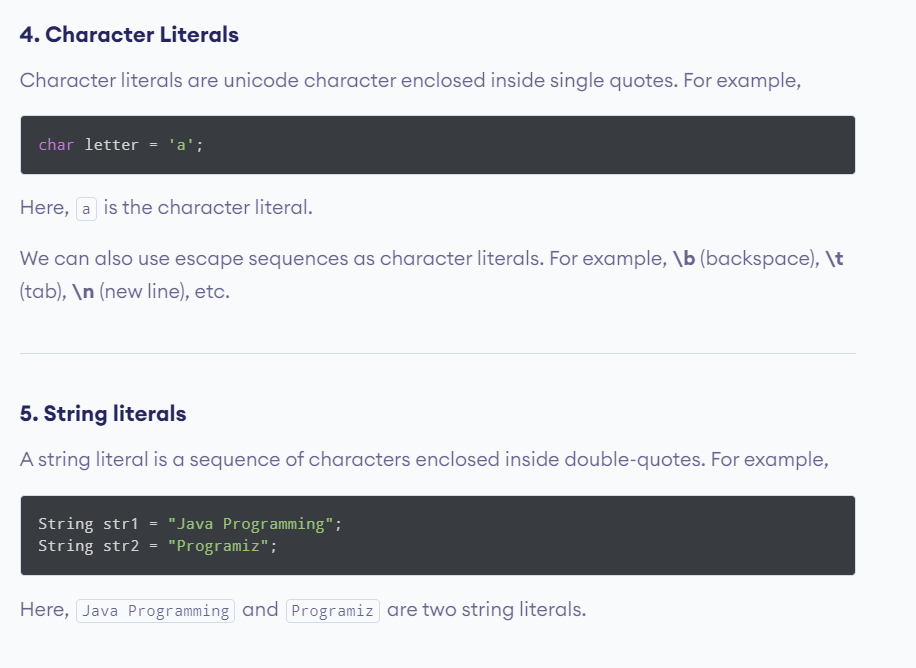 4. Character Literals
Character literals are unicode character enclosed inside single quotes. For example,
char letter = 'a';
Here, a is the character literal.
We can also use escape sequences as character literals. For example, \b (backspace), \t
(tab), \n (new line), etc.
5. String literals
A string literal is a sequence of characters enclosed inside double-quotes. For example,
String str1 = "Java Programming";
String str2 = "Programiz";
Here, Java Programming and Programiz are two string literals.